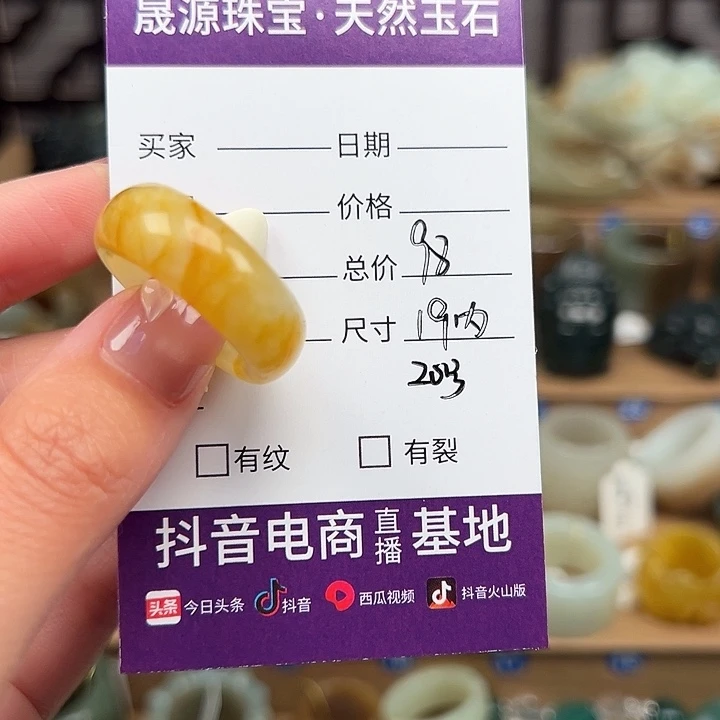 晟源珠宝·天然玉石
买家 日期
价格
总价 98
尺寸 19内
有纹 有裂
抖音电商直播基地
头条 今日头条 抖音 西瓜视频 抖音火山版